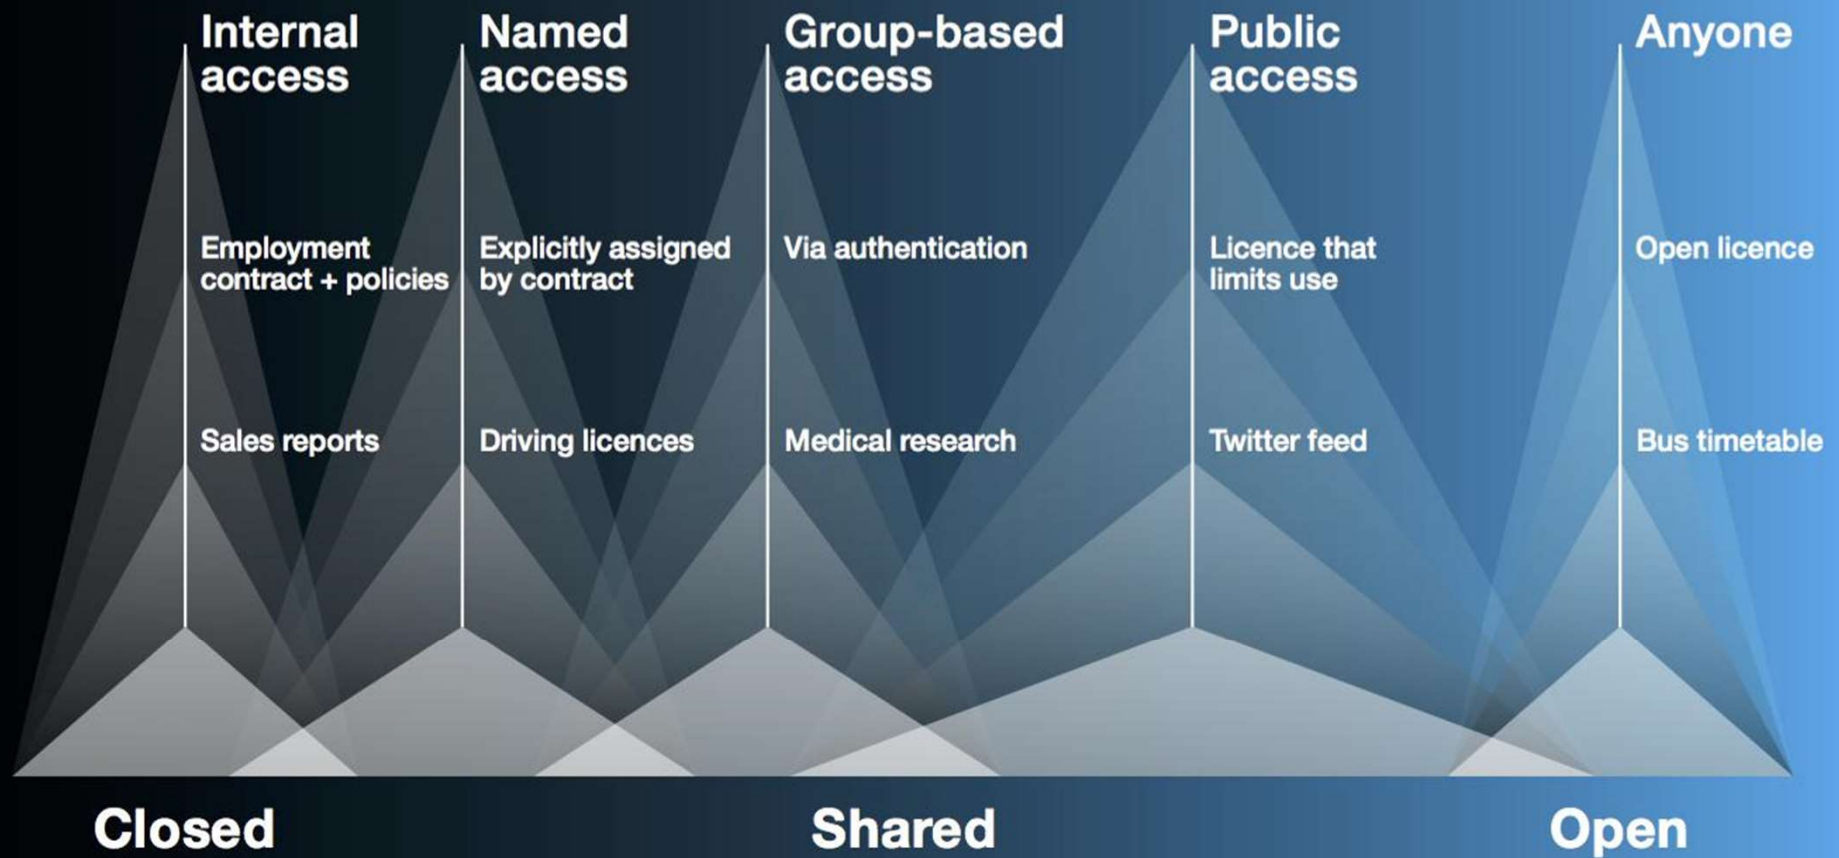 Internal
access
Named
access
Group-based
access
Public
access
Anyone
Employment
contract + policies
Explicitly assigned
by contract
Via authentication
Licence that
limits use
Open licence
Sales reports
Driving licences
Medical research
Twitter feed
Bus timetable
Closed
Shared
Open